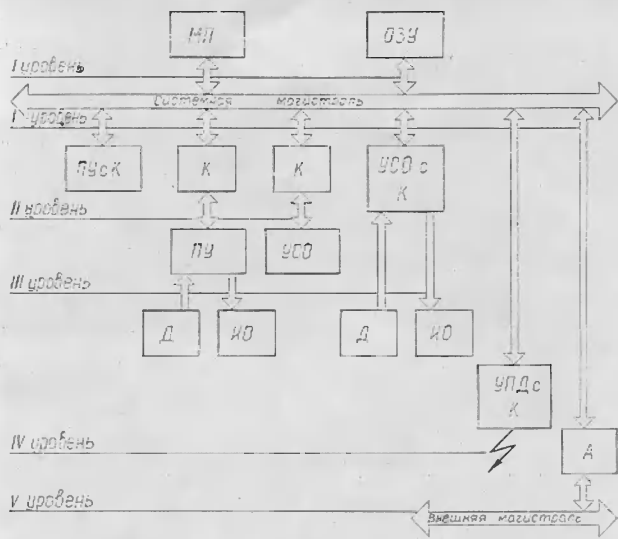 МП
ОЗУ
I уровень
Системная магистраль
I уровень
ПУсК
К
К
УСО с
К
II уровень
ПУ
УСО
III уровень
Д
ИО
Д
ИО
УПД с
К
IV уровень
А
V уровень
Внешняя магистраль